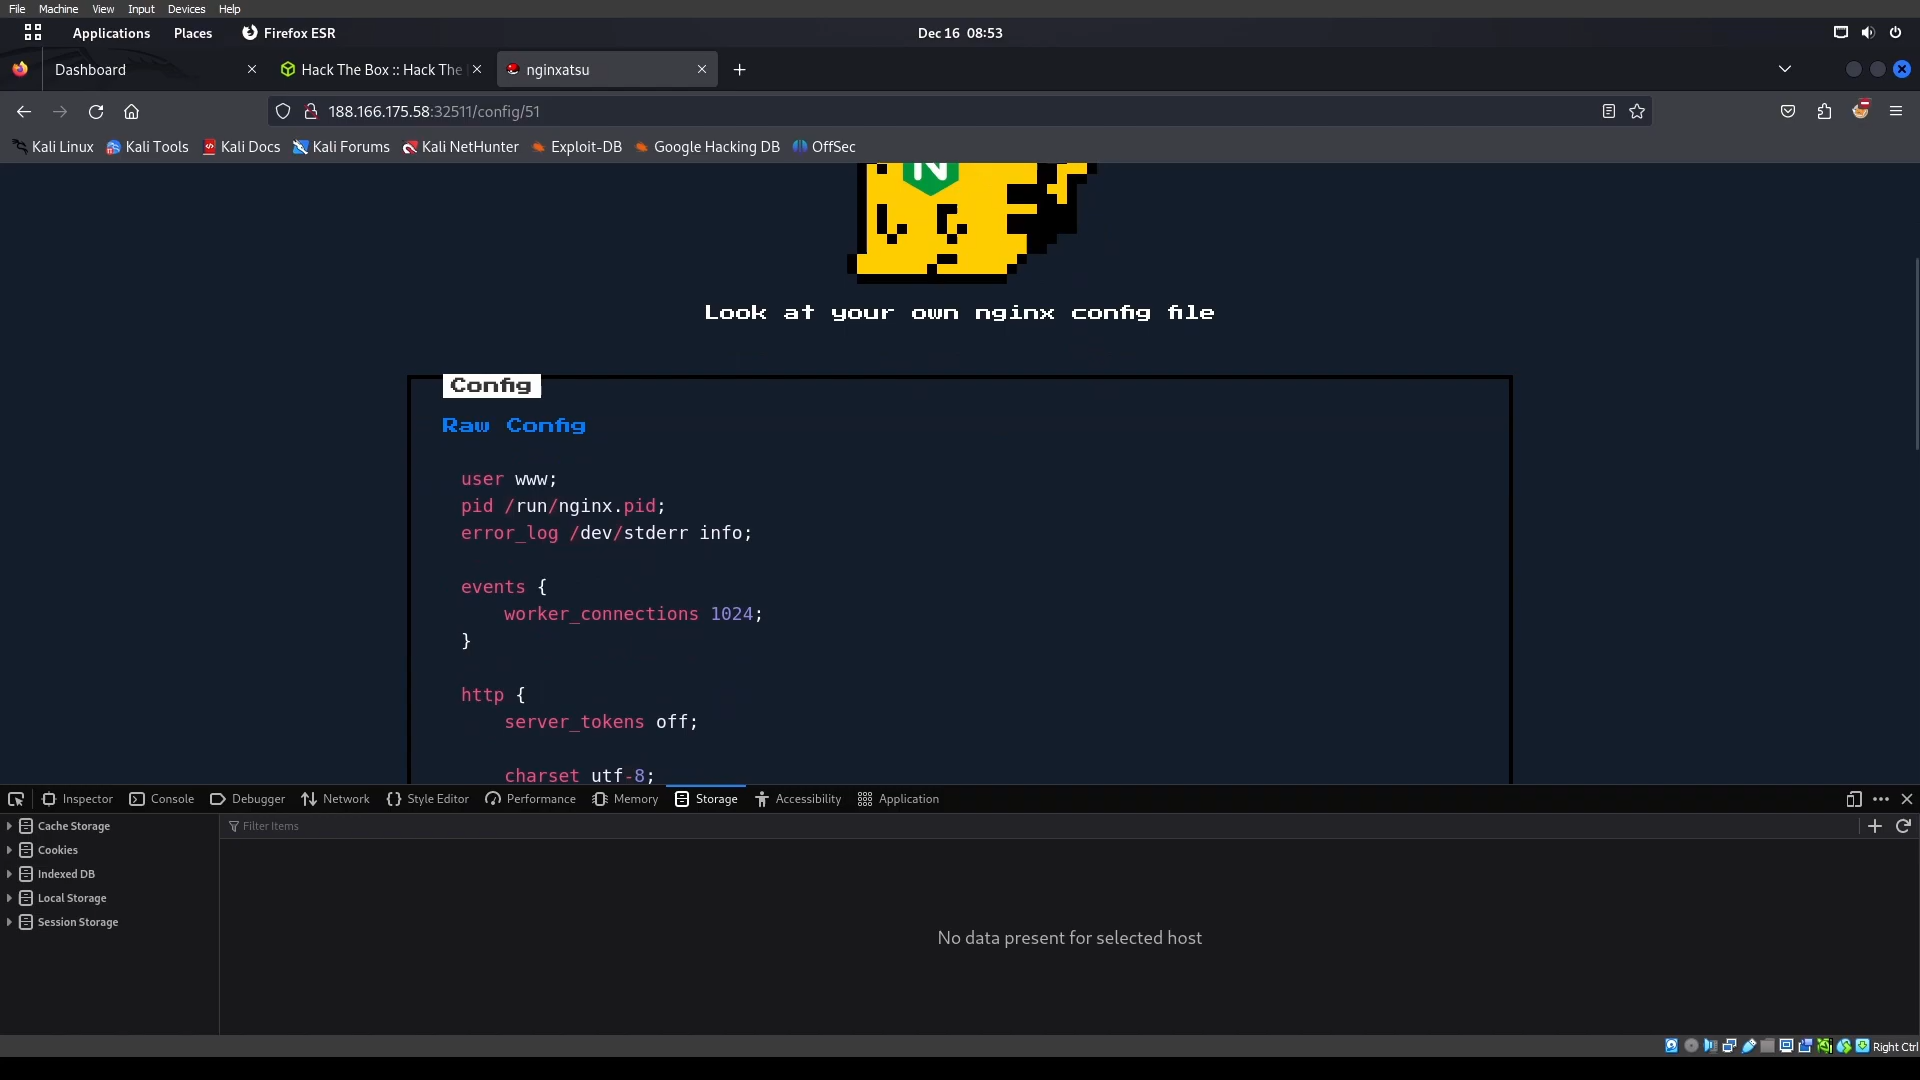 File Machine View Input Devices Help
Applications Places Firefox ESR Dec 16 08:53
Dashboard Hack The Box :: Hack The nginxatsu
188.166.175.58:32511/config/51
Kali Linux Kali Tools Kali Docs Kali Forums Kali NetHunter Exploit-DB Google Hacking DB OffSec
N
Look at your own nginx config file
Config
Raw Config
user www;
pid /run/nginx.pid;
error_log /dev/stderr info;
events {
worker_connections 1024;
}
http {
server_tokens off;
charset utf-8;
Inspector Console Debugger Network Style Editor Performance Memory Storage Accessibility Application
Cache Storage Filter Items
Cookies
Indexed DB
Local Storage
Session Storage
No data present for selected host
Right Ctrl